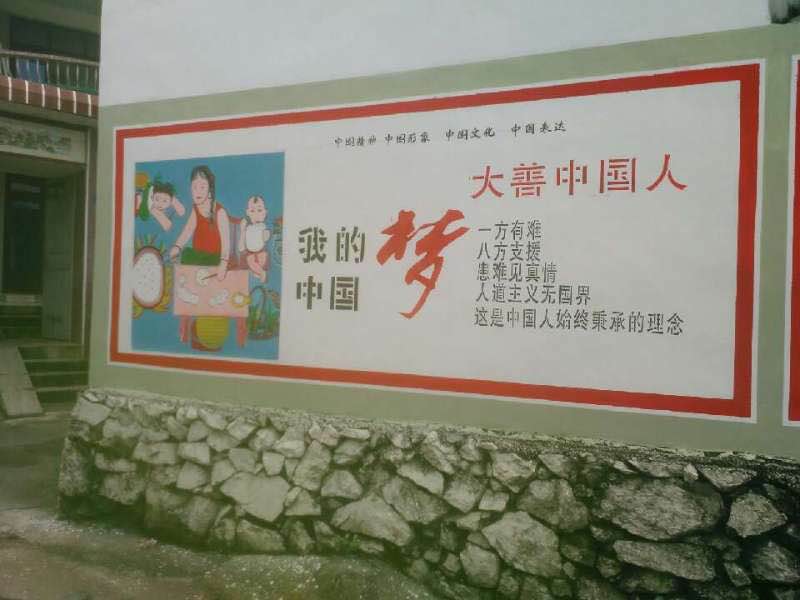 中国精神 中国形象 中国文化 中国表达
大善中国人
我的
中国
梦
一方有难
八方支援
患难见真情
人道主义无国界
这是中国人始终秉承的理念